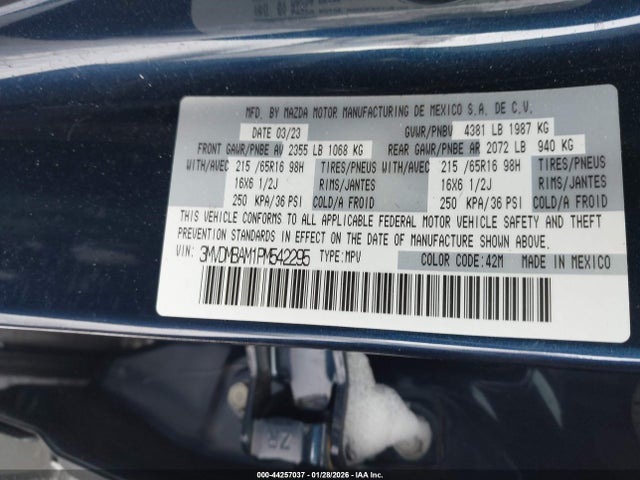 MFD. BY MAZDA MOTOR MANUFACTURING DE MEXICO S.A. DE C.V.
DATE 03/23 GVWR/PNBV 4381 LB 1987 KG
FRONT GAWR/PNBE AV 2355 LB 1068 KG REAR GAWR/PNBE AR 2072 LB 940 KG
WITH/AVEC 215 /65R16 98H TIRES/PNEUS WITH/AVEC 215 /65R16 98H TIRES/PNEUS
16X6 1/2J RIMS/JANTES 16X6 1/2J RIMS/JANTES
250 KPA/36 PSI COLD/A FROID 250 KPA/36 PSI COLD/A FROID
THIS VEHICLE CONFORMS TO ALL APPLICABLE FEDERAL MOTOR VEHICLE SAFETY AND THEFT
PREVENTION STANDARDS IN EFFECT ON THE DATE OF MANUFACTURE SHOWN ABOVE.
VIN: 3MVDMBAM1PM542295 TYPE:MPV COLOR CODE:42M MADE IN MEXICO
ZR
000-44257037 - 01/28/2026 - IAA Inc.